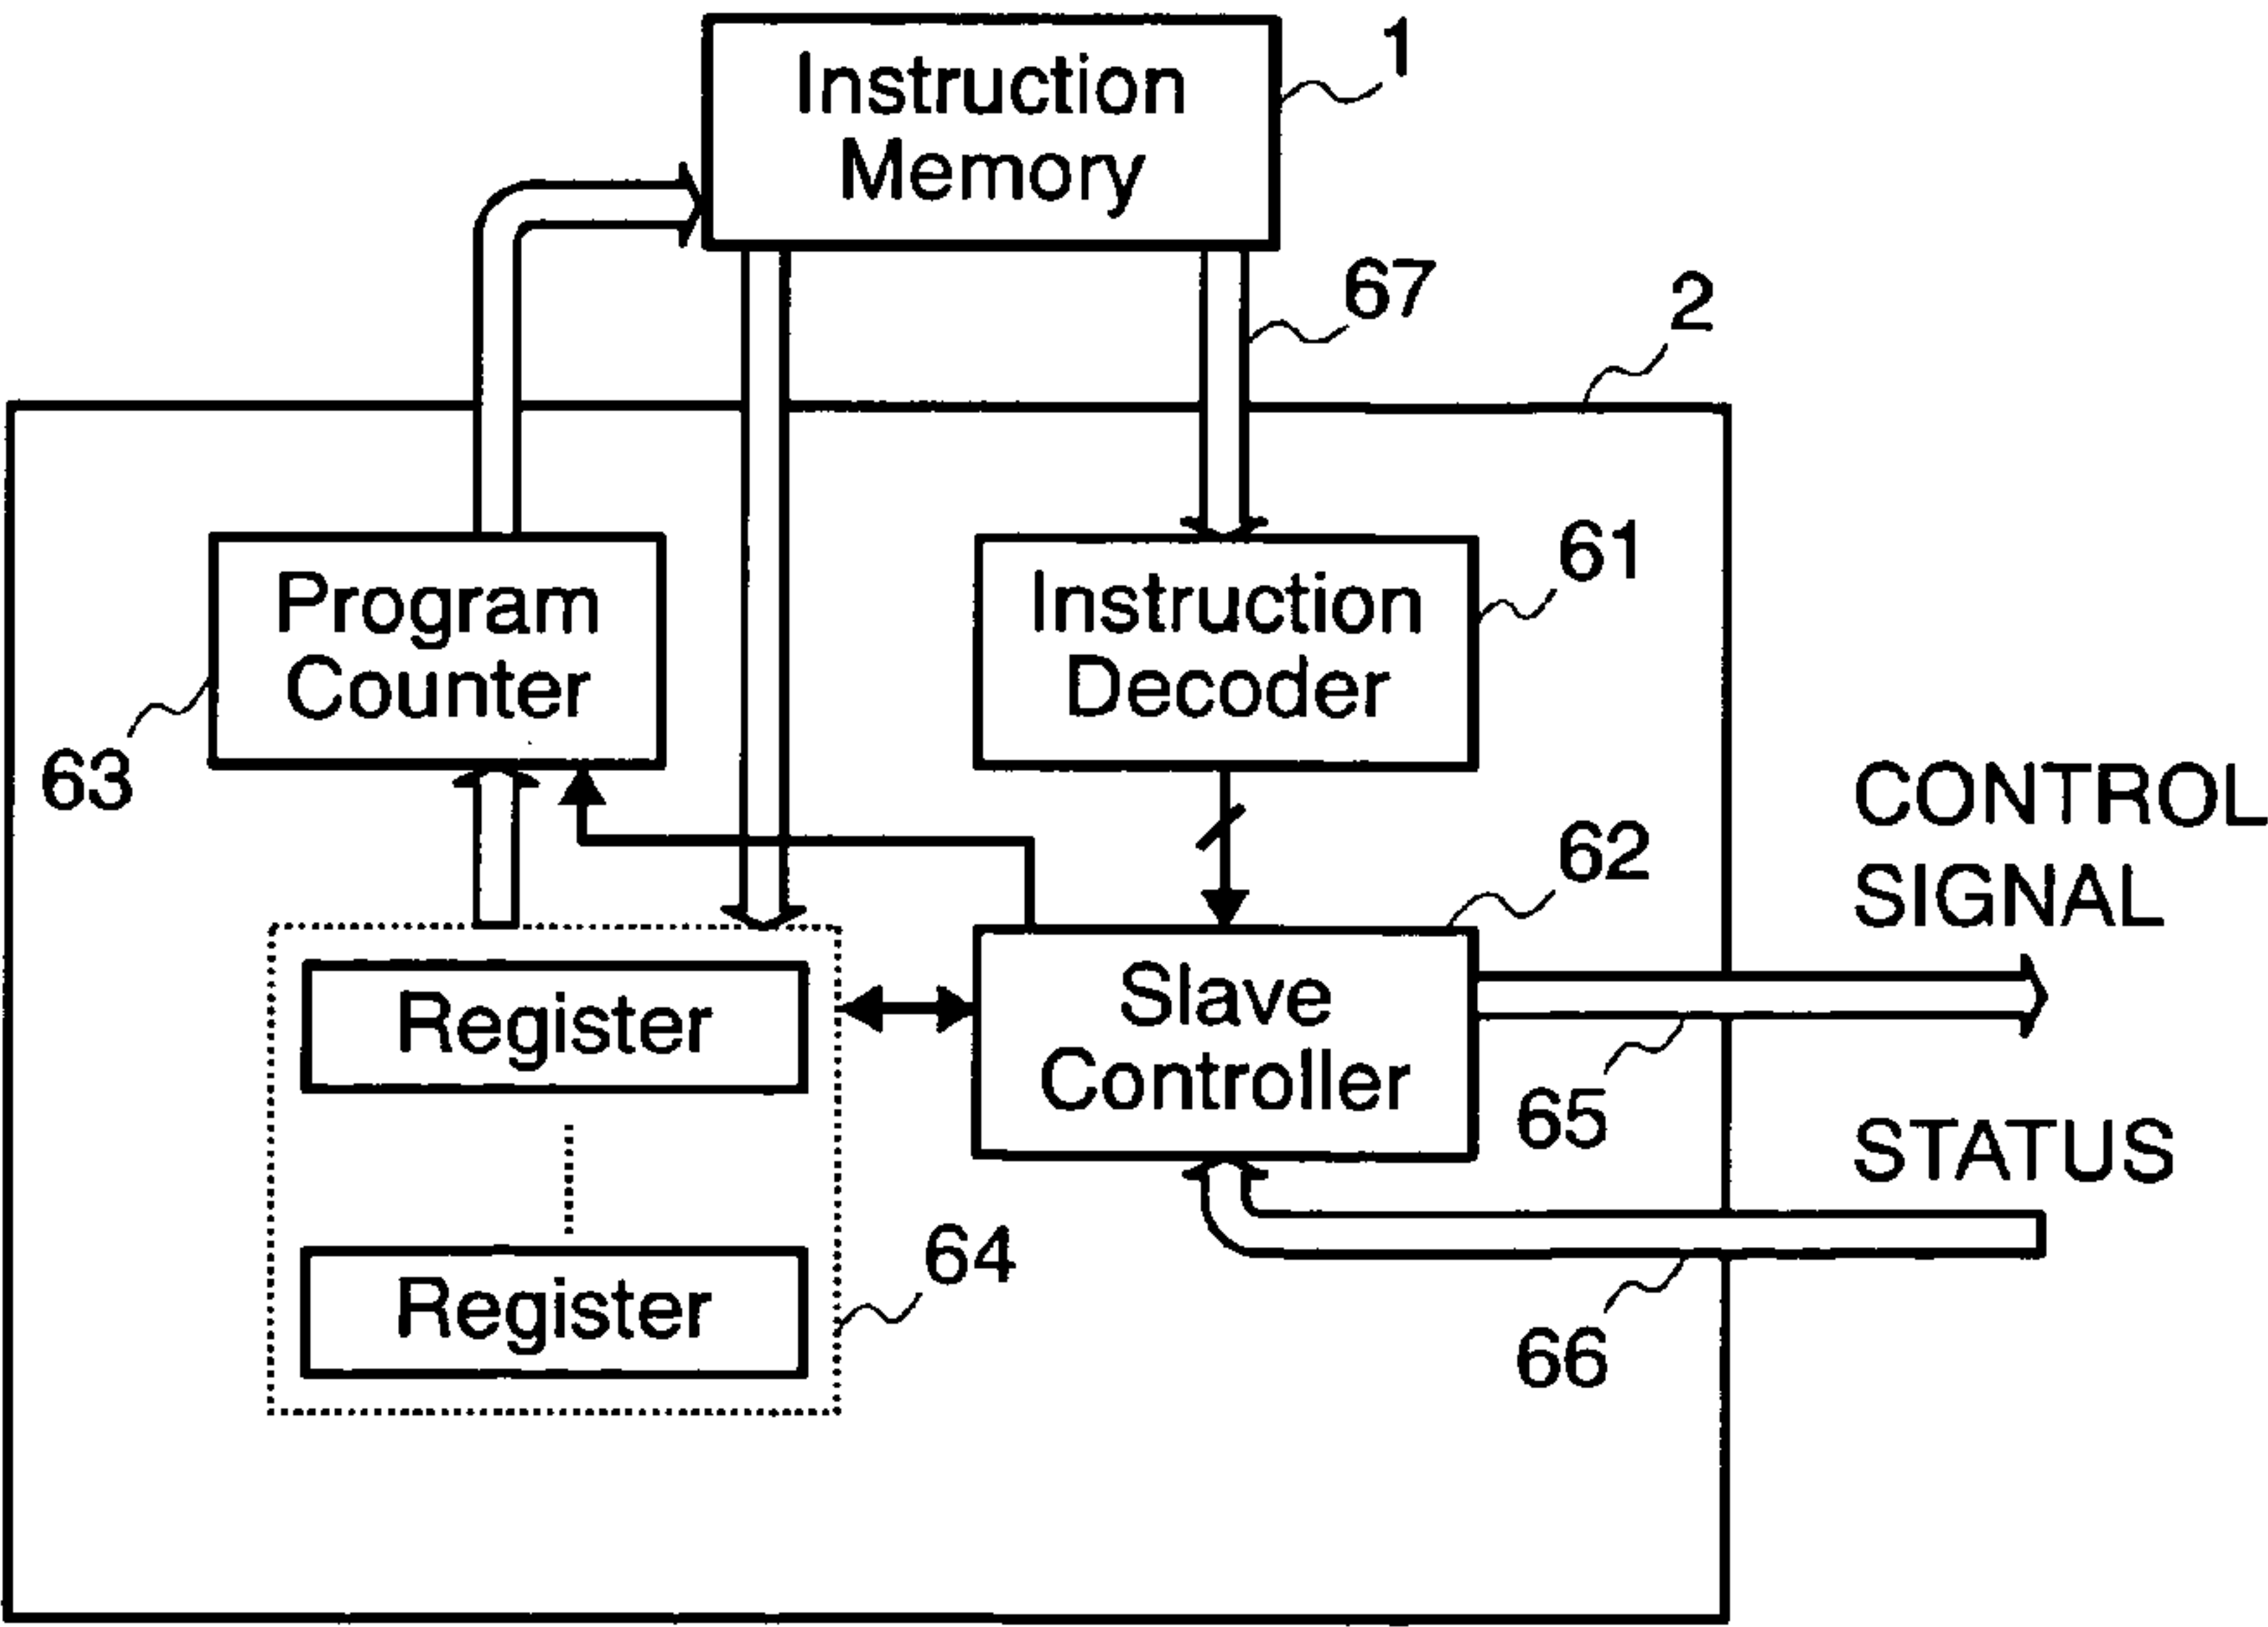 Instruction
Memory
1
67
2
Program
Counter
63
Instruction
Decoder
61
CONTROL
SIGNAL
62
Register
Slave
Controller
65
STATUS
Register
64
66